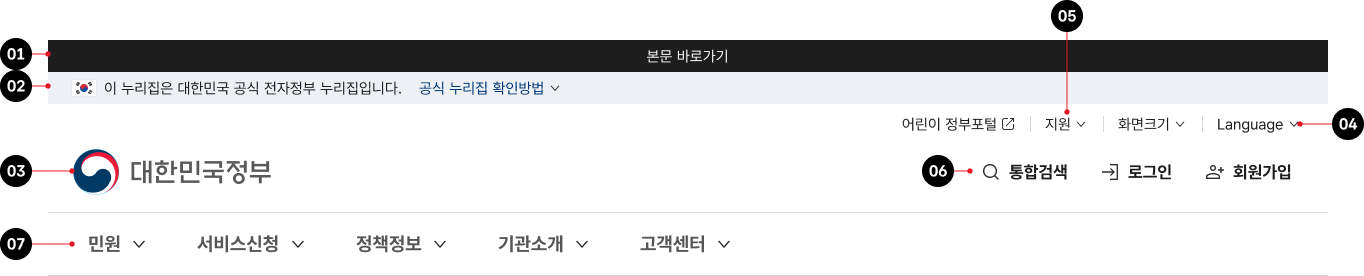 05
01 본문 바로가기
02 이 누리집은 대한민국 공식 전자정부 누리집입니다. 공식 누리집 확인방법
어린이 정부포털 지원 화면크기 Language 04
03 대한민국정부 06 통합검색 로그인 회원가입
07 민원 서비스신청 정책정보 기관소개 고객센터